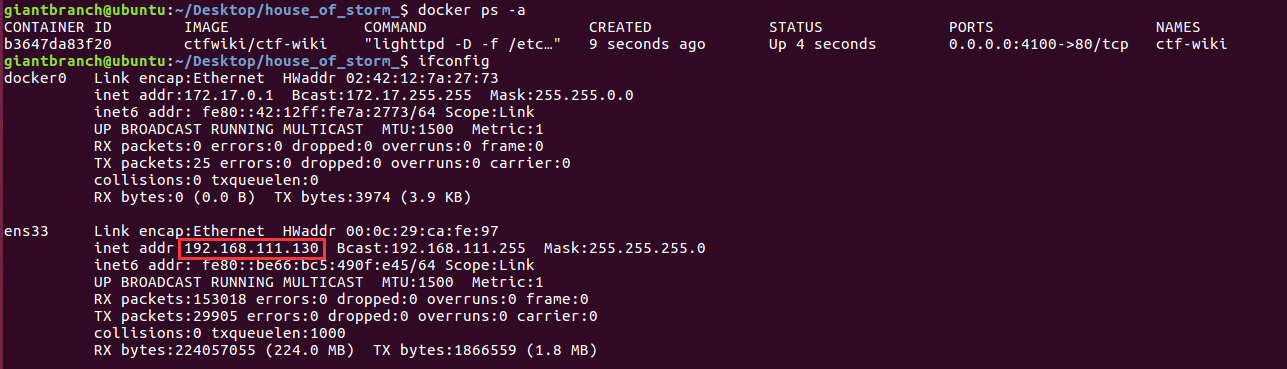 giantbranch@ubuntu:~/Desktop/house_of_storm_$ docker ps -a
CONTAINER ID        IMAGE               COMMAND                  CREATED             STATUS              PORTS                  NAMES
b3647da83f20        ctfwiki/ctf-wiki    "lighttpd -D -f /etc…"   9 seconds ago       Up 4 seconds        0.0.0.0:4100->80/tcp   ctf-wiki
giantbranch@ubuntu:~/Desktop/house_of_storm_$ ifconfig
docker0   Link encap:Ethernet  HWaddr 02:42:12:7a:27:73
          inet addr:172.17.0.1  Bcast:172.17.255.255  Mask:255.255.0.0
          inet6 addr: fe80::42:12ff:fe7a:2773/64 Scope:Link
          UP BROADCAST RUNNING MULTICAST  MTU:1500  Metric:1
          RX packets:0 errors:0 dropped:0 overruns:0 frame:0
          TX packets:25 errors:0 dropped:0 overruns:0 carrier:0
          collisions:0 txqueuelen:0
          RX bytes:0 (0.0 B)  TX bytes:3974 (3.9 KB)

ens33     Link encap:Ethernet  HWaddr 00:0c:29:ca:fe:97
          inet addr 192.168.111.130  Bcast:192.168.111.255  Mask:255.255.255.0
          inet6 addr: fe80::be66:bc5:490f:e45/64 Scope:Link
          UP BROADCAST RUNNING MULTICAST  MTU:1500  Metric:1
          RX packets:153018 errors:0 dropped:0 overruns:0 frame:0
          TX packets:29905 errors:0 dropped:0 overruns:0 carrier:0
          collisions:0 txqueuelen:1000
          RX bytes:224057055 (224.0 MB)  TX bytes:1866559 (1.8 MB)